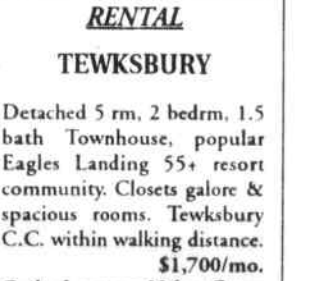 RENTAL
TEWKSBURY
Detached 5 rm, 2 bedrm, 1.5
bath Townhouse, popular
Eagles Landing 55+ resort
community. Closets galore &
spacious rooms. Tewksbury
C.C. within walking distance.
$1,700/mo.